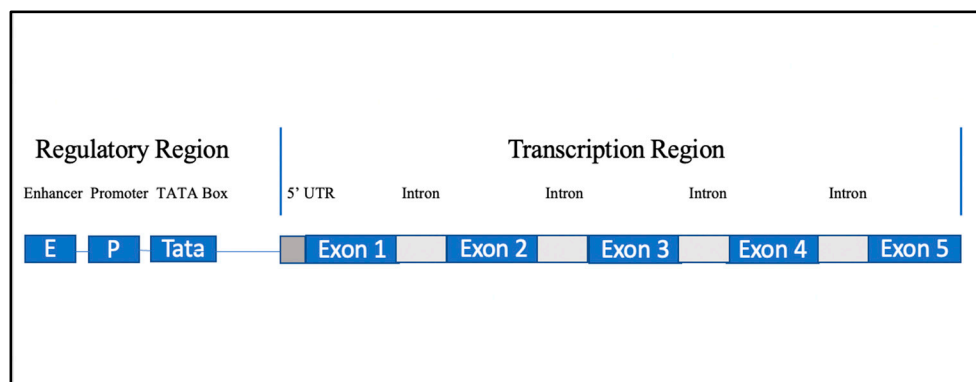 Regulatory Region Transcription Region
Enhancer Promoter TATA Box 5’ UTR Intron Intron Intron Intron
E P Tata Exon 1 Exon 2 Exon 3 Exon 4 Exon 5